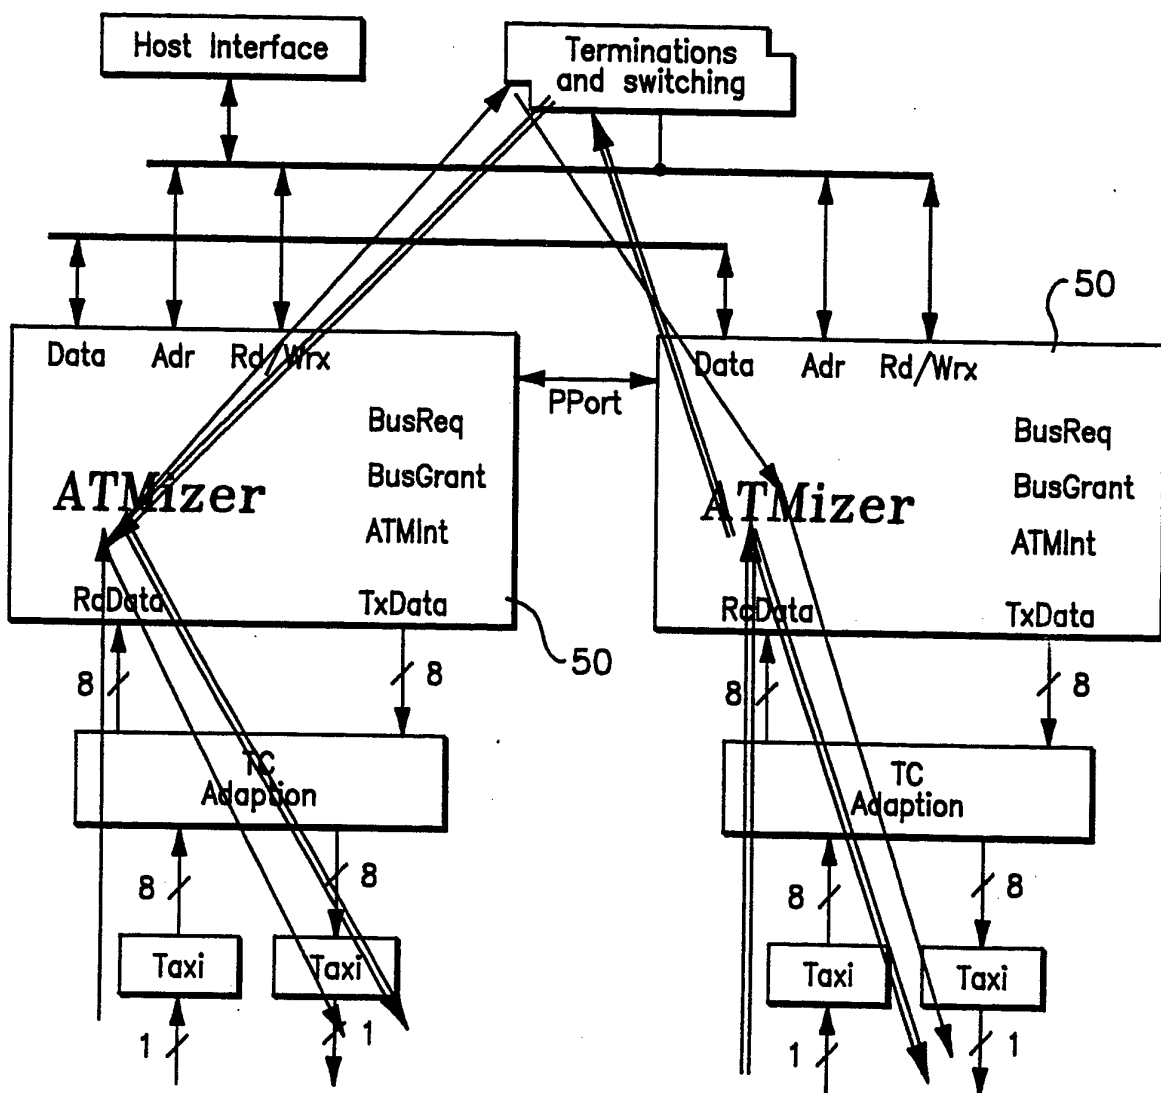 Host Interface
Terminations
and switching
50
Data Adr Rd/Wrx
PPort
Data Adr Rd/Wrx
BusReq
BusGrant
ATMInt
ATMizer
RcData
TxData
50
BusReq
BusGrant
ATMInt
ATMizer
RcData
TxData
8
8
8
8
TC
Adaption
TC
Adaption
8
8
8
8
Taxi
Taxi
Taxi
Taxi
1
1
1
1